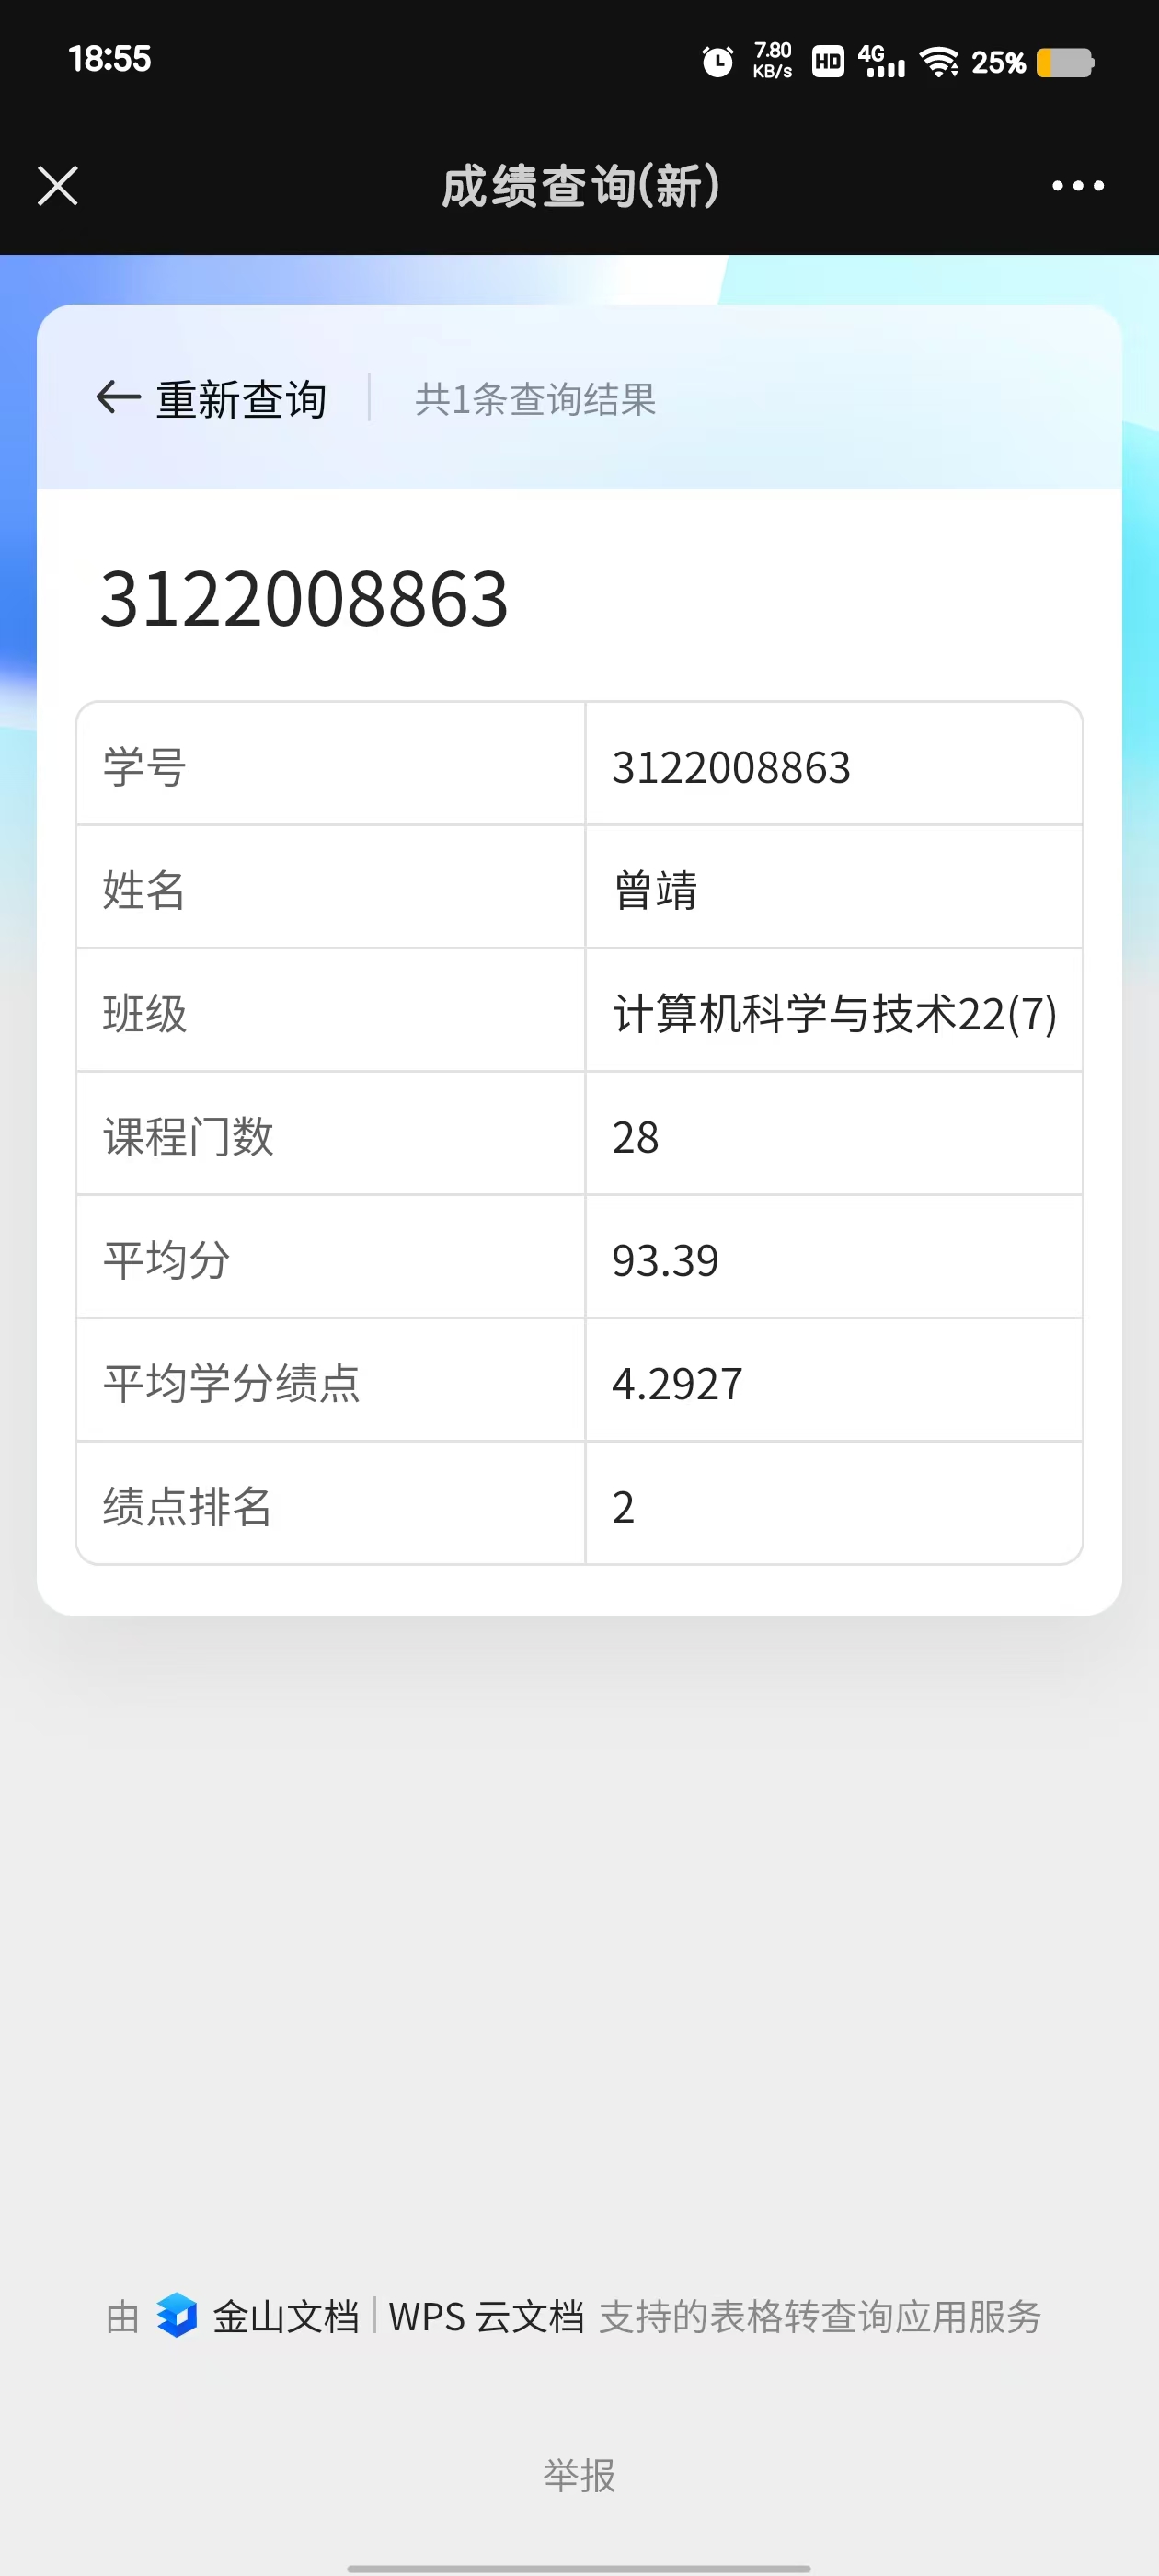 18:55
7.80 KB/s HD 4G 25%
成绩查询(新)
重新查询 共1条查询结果
3122008863
学号 3122008863
姓名 曾靖
班级 计算机科学与技术22(7)
课程门数 28
平均分 93.39
平均学分绩点 4.2927
绩点排名 2
由 金山文档 | WPS 云文档 支持的表格转查询应用服务
举报